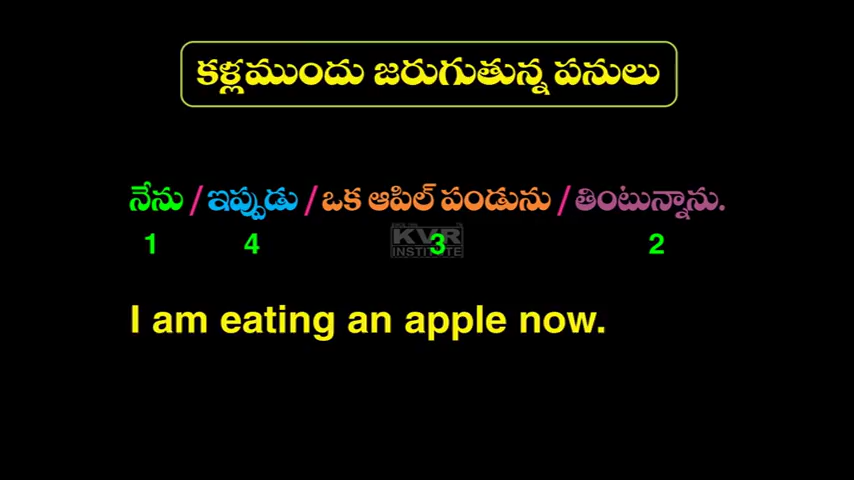 కళ్లముందు జరుగుతున్న పనులు
నేను / ఇప్పుడు / ఒక ఆపిల్ పండును / తింటున్నాను.
1 4 3 2
KVR
INSTITUTE
I am eating an apple now.